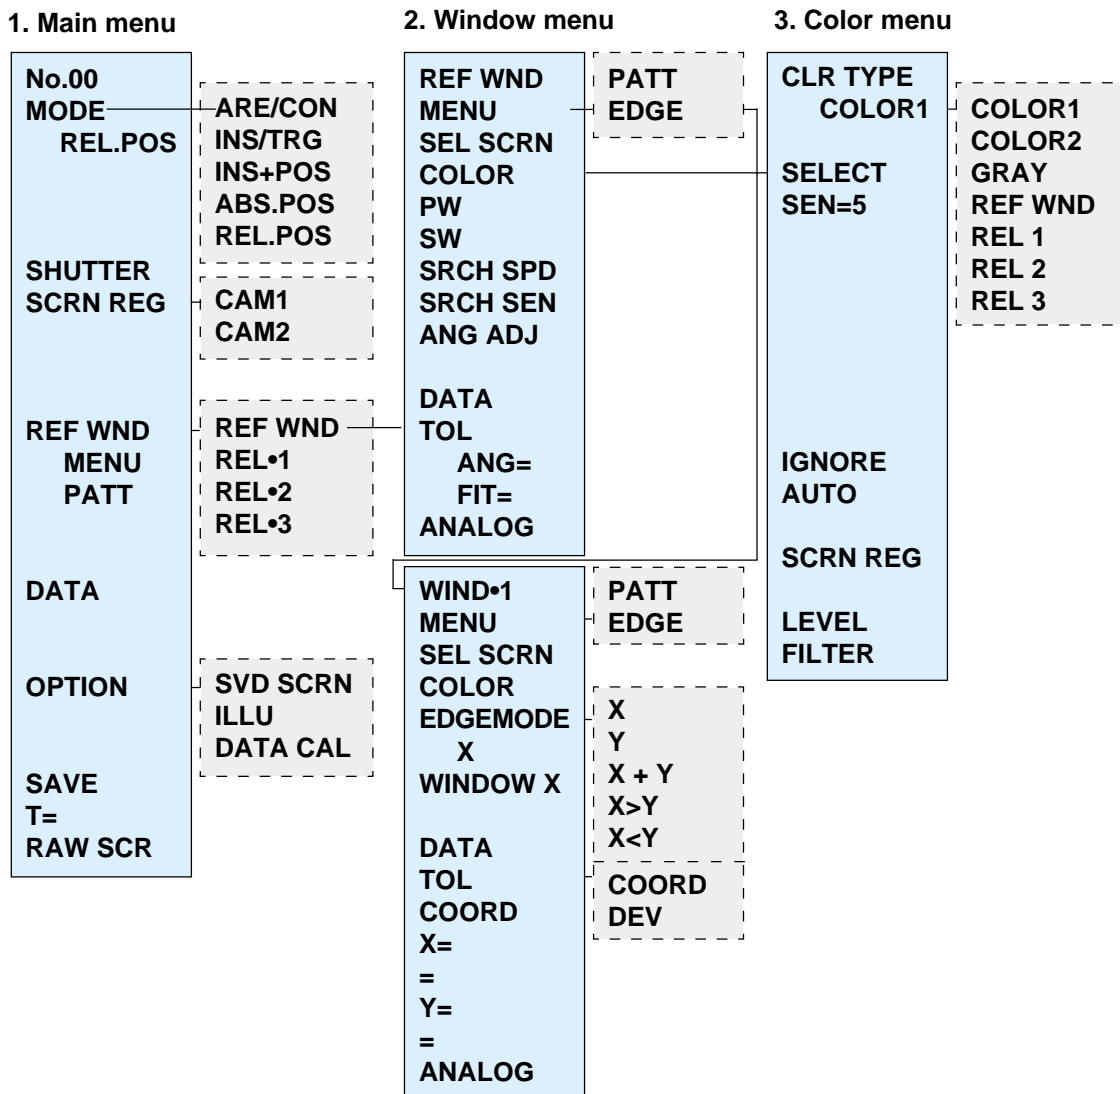 1. Main menu
No.00
MODE
REL.POS
SHUTTER
SCRN REG
REF WND
MENU
PATT
DATA
OPTION
SAVE
T=
RAW SCR
ARE/CON
INS/TRG
INS+POS
ABS.POS
REL.POS
CAM1
CAM2
REF WND
REL•1
REL•2
REL•3
SVD SCRN
ILLU
DATA CAL
2. Window menu
REF WND
MENU
SEL SCRN
COLOR
PW
SW
SRCH SPD
SRCH SEN
ANG ADJ
DATA
TOL
ANG=
FIT=
ANALOG
PATT
EDGE
WIND•1
MENU
SEL SCRN
COLOR
EDGEMODE
X
WINDOW X
DATA
TOL
COORD
X=
=
Y=
=
ANALOG
PATT
EDGE
X
Y
X + Y
X>Y
X<Y
COORD
DEV
3. Color menu
CLR TYPE
COLOR1
SELECT
SEN=5
IGNORE
AUTO
SCRN REG
LEVEL
FILTER
COLOR1
COLOR2
GRAY
REF WND
REL 1
REL 2
REL 3